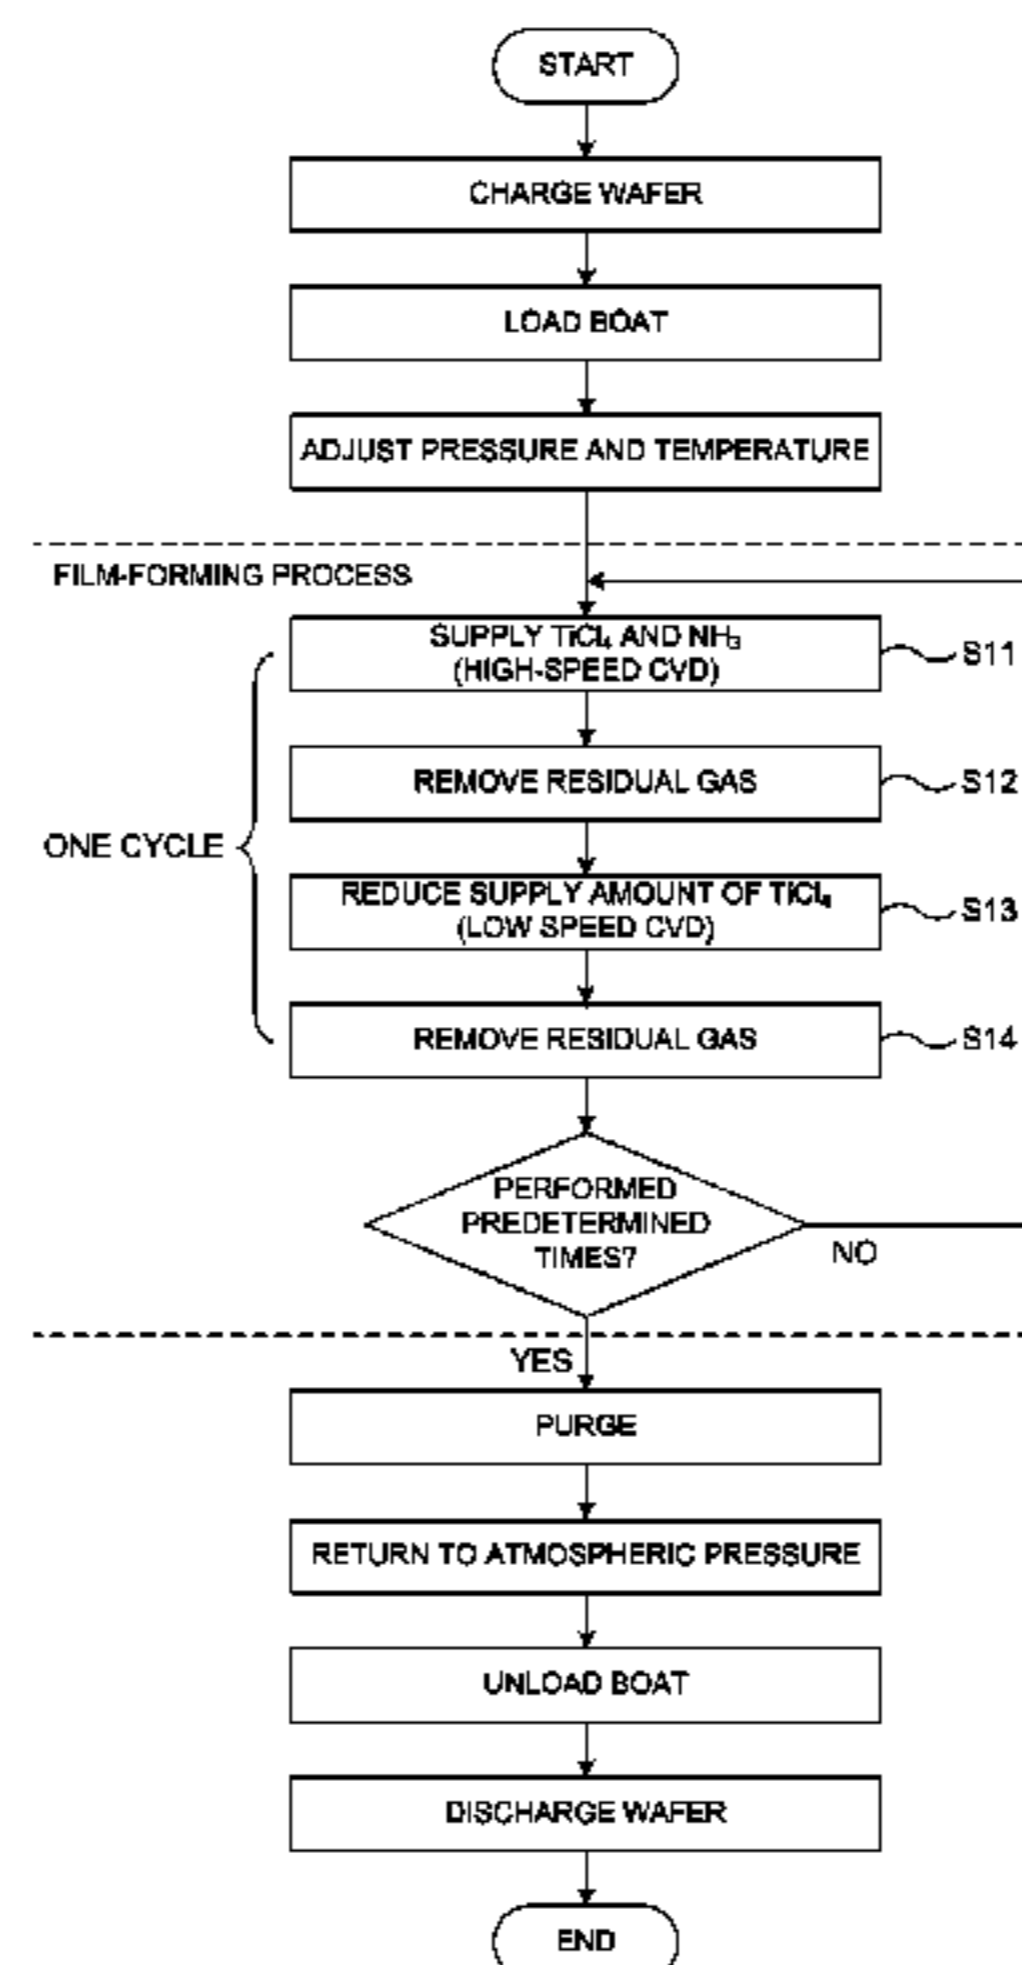 START
CHARGE WAFER
LOAD BOAT
ADJUST PRESSURE AND TEMPERATURE
FILM-FORMING PROCESS
SUPPLY TiCl₄ AND NH₃
(HIGH-SPEED CVD)
S11
REMOVE RESIDUAL GAS
S12
ONE CYCLE
REDUCE SUPPLY AMOUNT OF TiCl₄
(LOW SPEED CVD)
S13
REMOVE RESIDUAL GAS
S14
PERFORMED
PREDETERMINED
TIMES?
NO
YES
PURGE
RETURN TO ATMOSPHERIC PRESSURE
UNLOAD BOAT
DISCHARGE WAFER
END